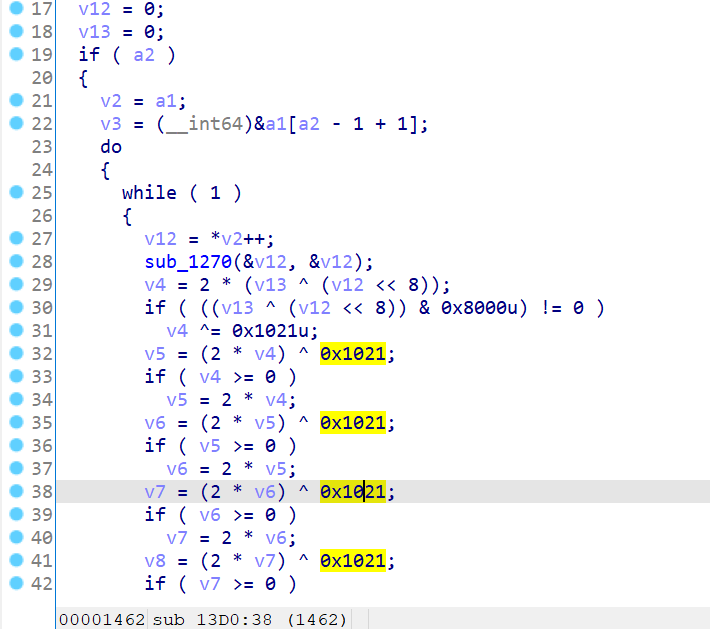 17 v12 = 0;
18 v13 = 0;
19 if ( a2 )
20 {
21 v2 = a1;
22 v3 = (__int64)&a1[a2 - 1 + 1];
23 do
24 {
25 while ( 1 )
26 {
27 v12 = *v2++;
28 sub_1270(&v12, &v12);
29 v4 = 2 * (v13 ^ (v12 << 8));
30 if ( ((v13 ^ (v12 << 8)) & 0x8000u) != 0 )
31 v4 ^= 0x1021u;
32 v5 = (2 * v4) ^ 0x1021;
33 if ( v4 >= 0 )
34 v5 = 2 * v4;
35 v6 = (2 * v5) ^ 0x1021;
36 if ( v5 >= 0 )
37 v6 = 2 * v5;
38 v7 = (2 * v6) ^ 0x1021;
39 if ( v6 >= 0 )
40 v7 = 2 * v6;
41 v8 = (2 * v7) ^ 0x1021;
42 if ( v7 >= 0 )
00001462 sub 13D0:38 (1462)